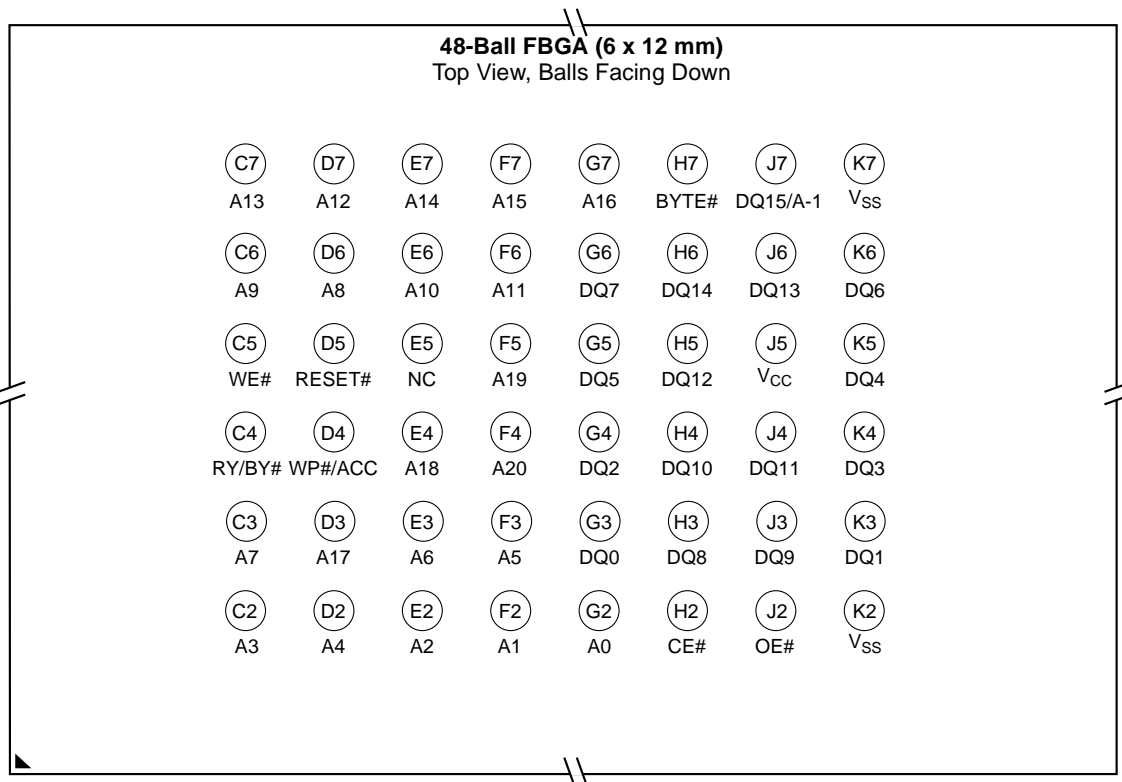 48-Ball FBGA (6 x 12 mm)
Top View, Balls Facing Down
C7 D7 E7 F7 G7 H7 J7 K7
A13 A12 A14 A15 A16 BYTE# DQ15/A-1 VSS
C6 D6 E6 F6 G6 H6 J6 K6
A9 A8 A10 A11 DQ7 DQ14 DQ13 DQ6
C5 D5 E5 F5 G5 H5 J5 K5
WE# RESET# NC A19 DQ5 DQ12 VCC DQ4
C4 D4 E4 F4 G4 H4 J4 K4
RY/BY# WP#/ACC A18 A20 DQ2 DQ10 DQ11 DQ3
C3 D3 E3 F3 G3 H3 J3 K3
A7 A17 A6 A5 DQ0 DQ8 DQ9 DQ1
C2 D2 E2 F2 G2 H2 J2 K2
A3 A4 A2 A1 A0 CE# OE# VSS